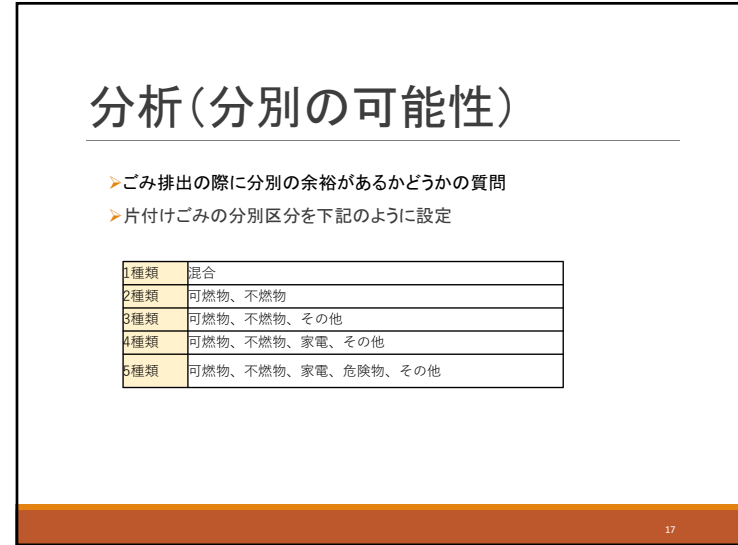 分析（分別の可能性）
➢ごみ排出の際に分別の余裕があるかどうかの質問
➢片付けごみの分別区分を下記のように設定
1種類 混合
2種類 可燃物、不燃物
3種類 可燃物、不燃物、その他
4種類 可燃物、不燃物、家電、その他
5種類 可燃物、不燃物、家電、危険物、その他
17